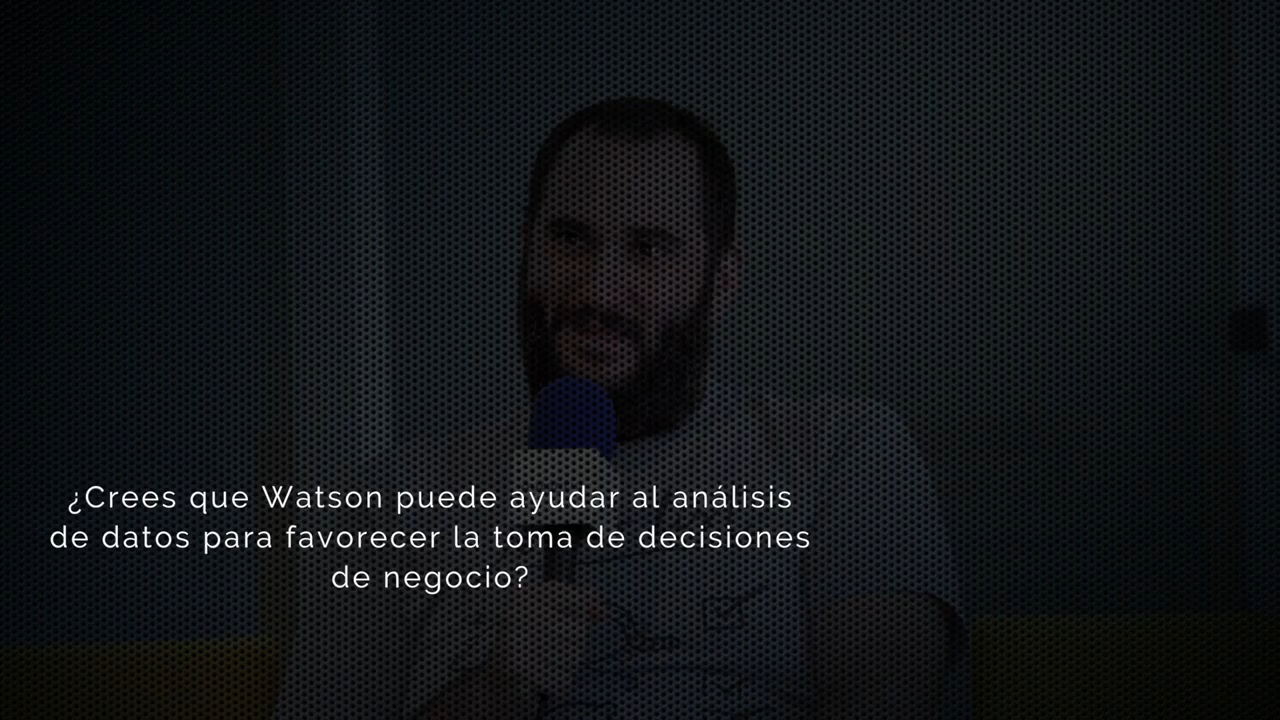 ¿Crees que Watson puede ayudar al análisis
de datos para favorecer la toma de decisiones
de negocio?